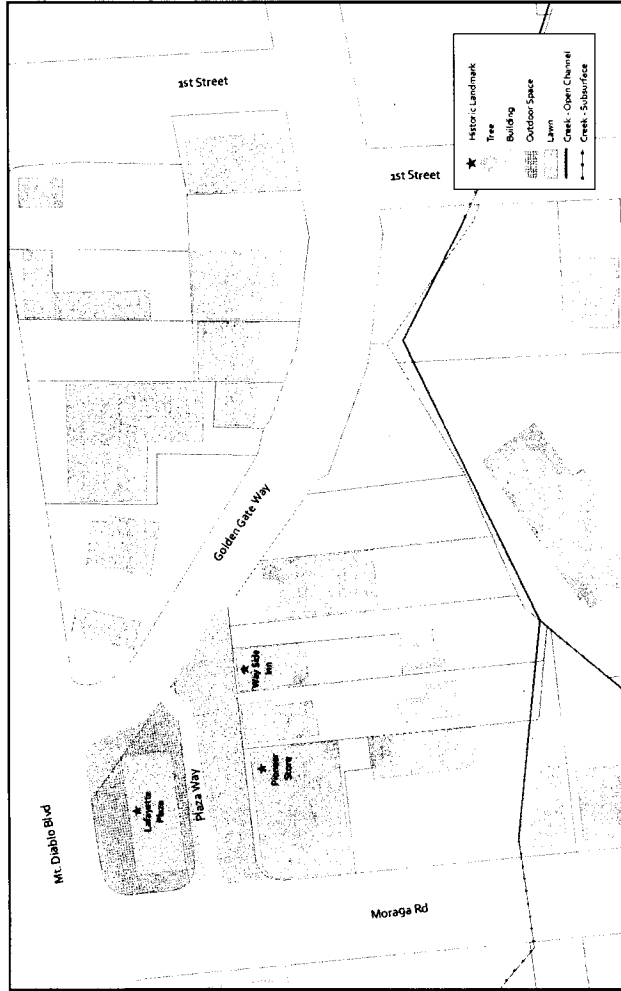 Mt. Diablo Blvd
1st Street
Golden Gate Way
1st Street
Lafayette
Plaza
Plaza Way
Way Side
Inn
Pioneer
Store
Moraga Rd
Historic Landmark
Tree
Building
Outdoor Space
Lawn
Creek - Open Channel
Creek - Subsurface